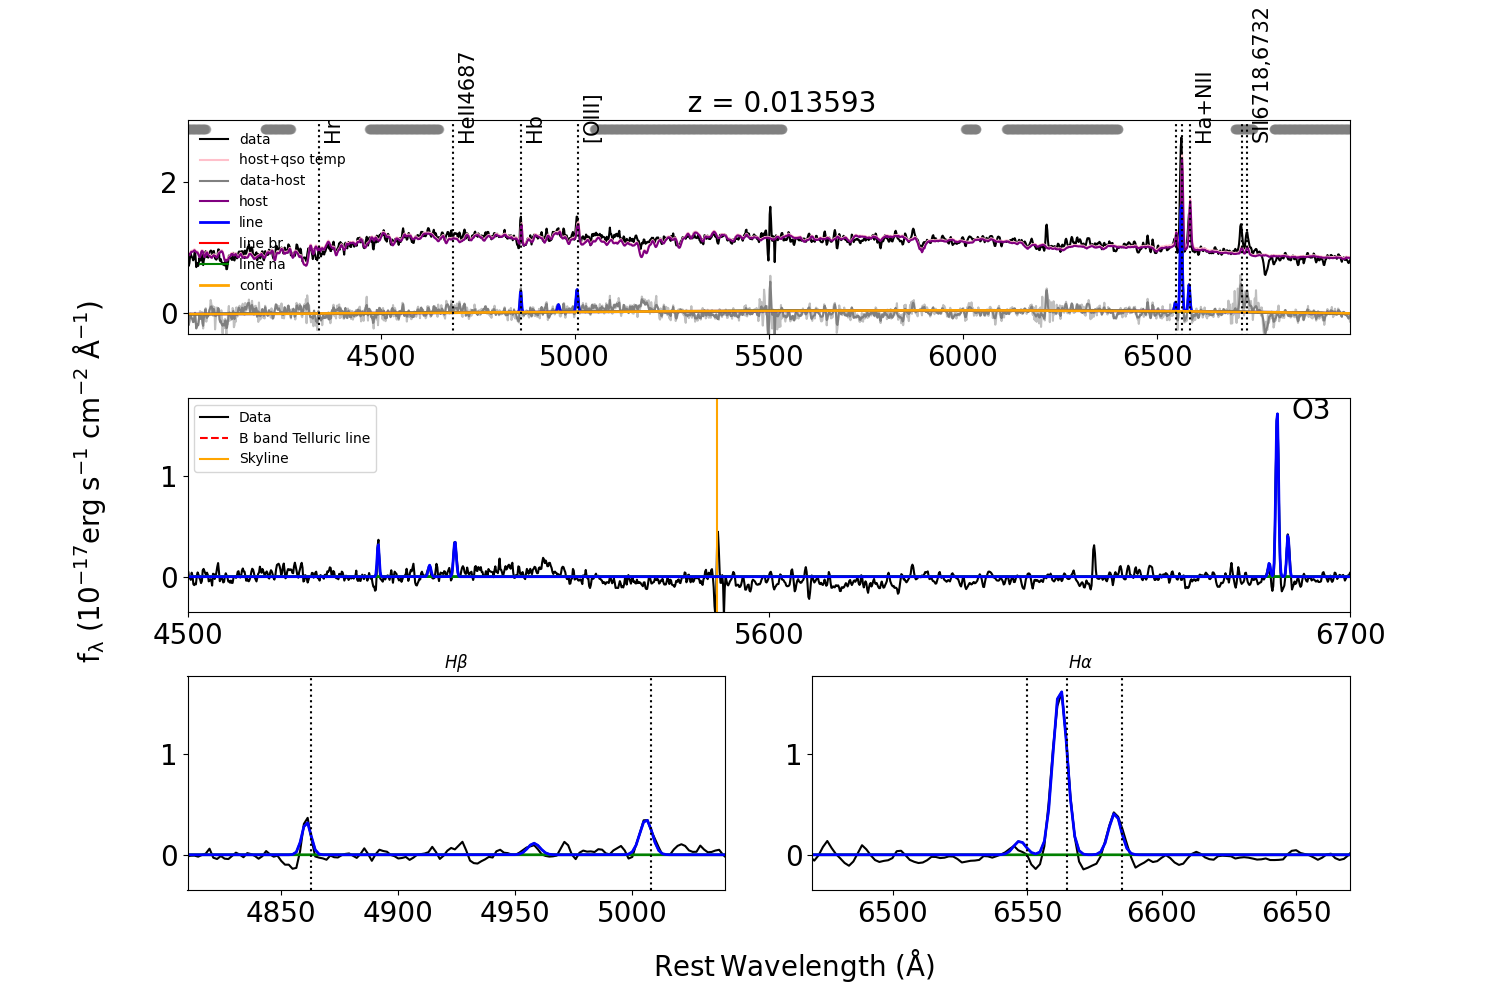 z = 0.013593
Hr
HeII4687
Hb
[OIII]
Ha+NII
SII6718,6732
data
host+qso temp
data-host
host
line
line br
line na
conti
2
0
4500 5000 5500 6000 6500
Data
B band Telluric line
Skyline
O3
1
0
4500 5600 6700
fλ (10⁻¹⁷erg s⁻¹ cm⁻² Å⁻¹)
Hβ
1
0
4850 4900 4950 5000
Hα
1
0
6500 6550 6600 6650
Rest Wavelength (Å)